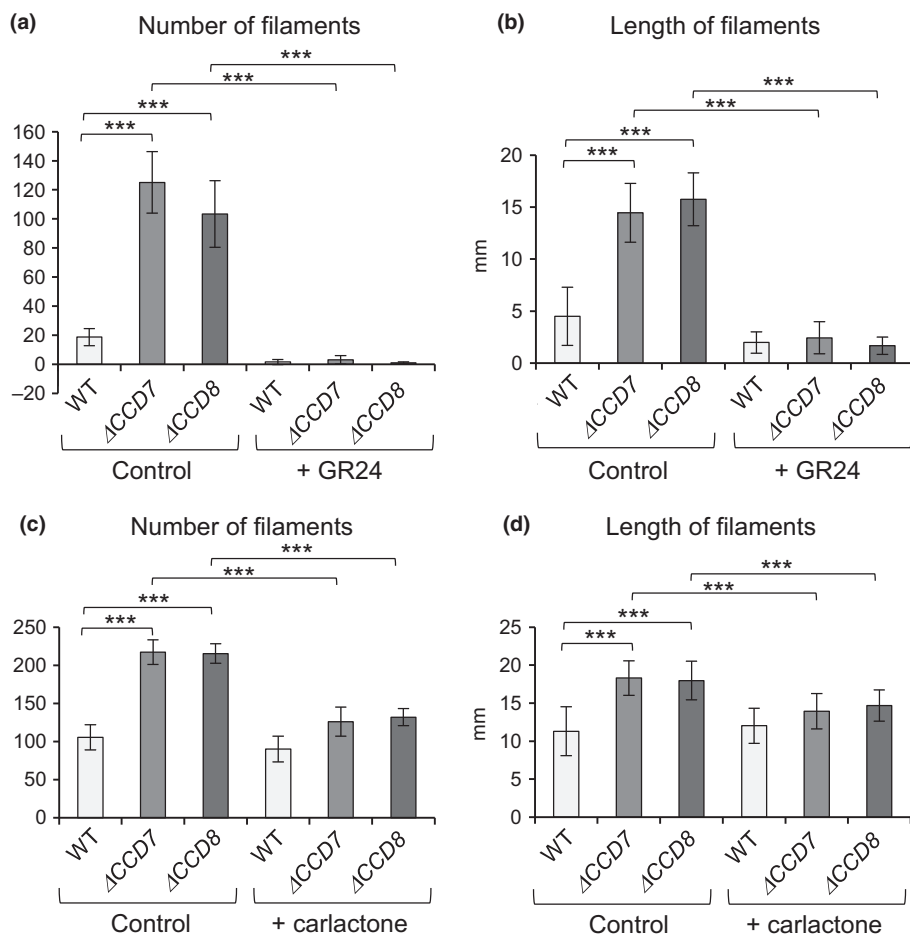 (a) Number of filaments
***
***
***
***
160
140
120
100
80
60
40
20
0
–20
WT
ΔCCD7
ΔCCD8
WT
ΔCCD7
ΔCCD8
Control
+ GR24
(b) Length of filaments
***
***
***
***
20
15
10
5
0
mm
WT
ΔCCD7
ΔCCD8
WT
ΔCCD7
ΔCCD8
Control
+ GR24
(c) Number of filaments
***
***
***
***
250
200
150
100
50
0
WT
ΔCCD7
ΔCCD8
WT
ΔCCD7
ΔCCD8
Control
+ carlactone
(d) Length of filaments
***
***
***
***
25
20
15
10
5
0
mm
WT
ΔCCD7
ΔCCD8
WT
ΔCCD7
ΔCCD8
Control
+ carlactone